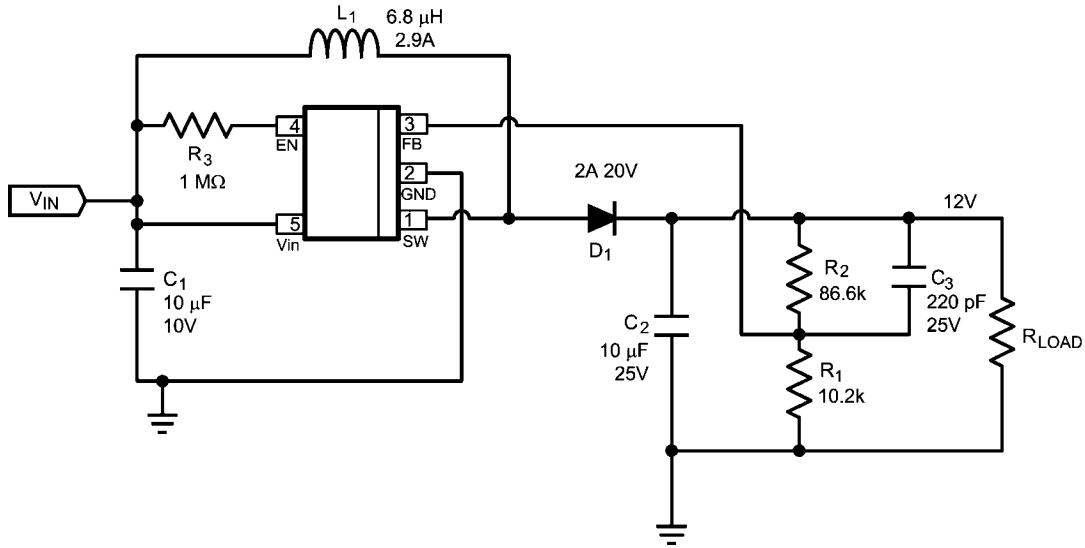 L1 6.8 μH
2.9A
4
EN
3
FB
R3
1 MΩ
2A 20V
2
GND
VIN
12V
5
Vin
1
SW
D1
C1
10 μF
10V
R2
86.6k
C3
220 pF
25V
C2
10 μF
25V
RLOAD
R1
10.2k